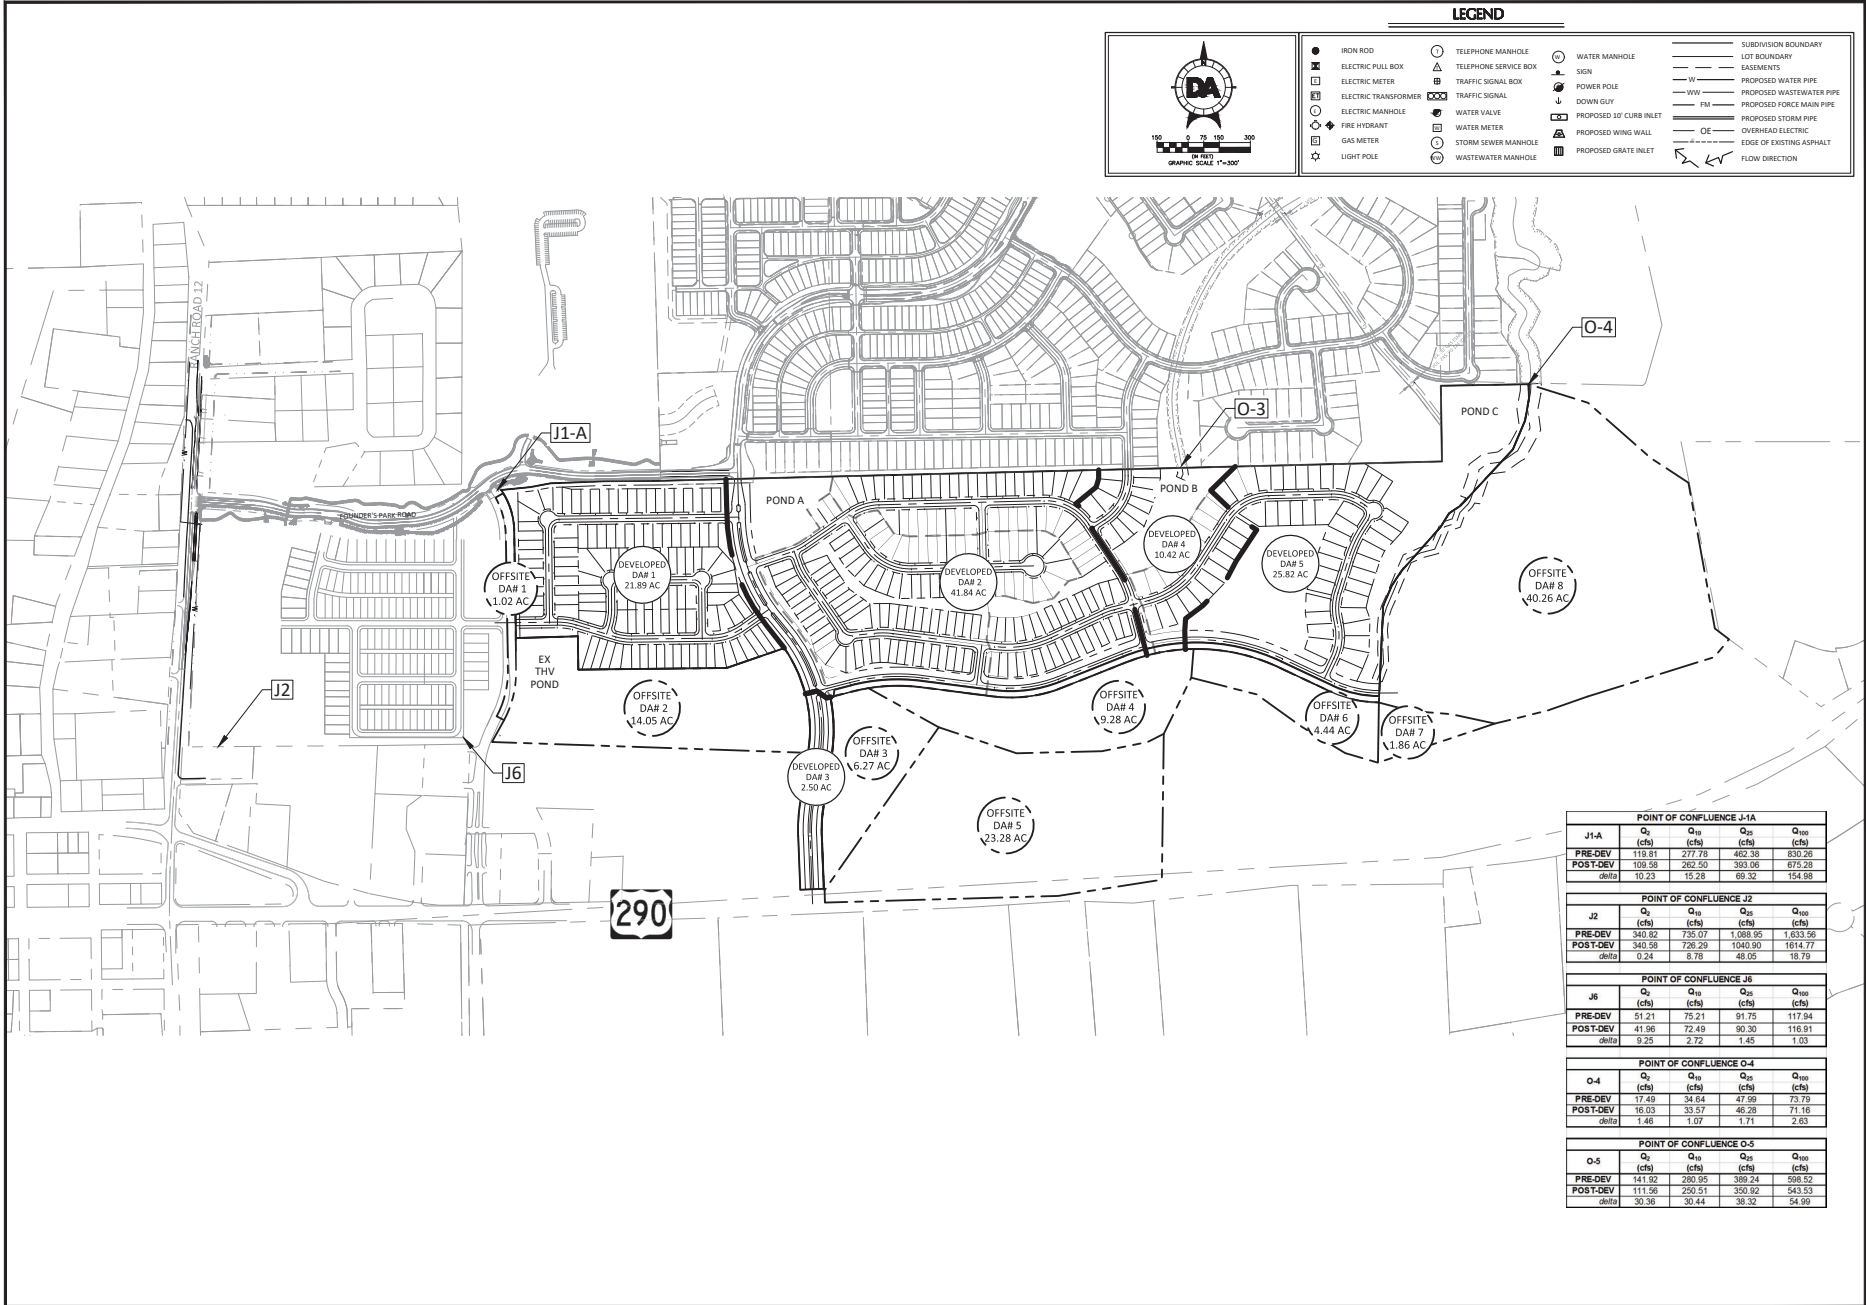 LEGEND
N
DA
150 0 75 150 300
(IN FEET)
GRAPHIC SCALE 1"=300'
IRON ROD
ELECTRIC PULL BOX
E ELECTRIC METER
ET ELECTRIC TRANSFORMER
E ELECTRIC MANHOLE
FIRE HYDRANT
G GAS METER
LIGHT POLE
T TELEPHONE MANHOLE
TELEPHONE SERVICE BOX
TRAFFIC SIGNAL BOX
TRAFFIC SIGNAL
WATER VALVE
W WATER METER
S STORM SEWER MANHOLE
WW WASTEWATER MANHOLE
W WATER MANHOLE
SIGN
POWER POLE
DOWN GUY
PROPOSED 10' CURB INLET
PROPOSED WING WALL
PROPOSED GRATE INLET
SUBDIVISION BOUNDARY
LOT BOUNDARY
EASEMENTS
W PROPOSED WATER PIPE
WW PROPOSED WASTEWATER PIPE
FM PROPOSED FORCE MAIN PIPE
PROPOSED STORM PIPE
OE OVERHEAD ELECTRIC
EDGE OF EXISTING ASPHALT
FLOW DIRECTION
RANCH ROAD 12
O-4
POND C
O-3
J1-A
POND A
POND B
FOUNDER'S PARK ROAD
DEVELOPED
DA# 1
21.89 AC
DEVELOPED
DA# 2
41.84 AC
DEVELOPED
DA# 4
10.42 AC
DEVELOPED
DA# 5
25.82 AC
OFFSITE
DA# 1
1.02 AC
OFFSITE
DA# 8
40.26 AC
EX
THV
POND
J2
OFFSITE
DA# 2
14.05 AC
OFFSITE
DA# 4
9.28 AC
OFFSITE
DA# 6
4.44 AC
OFFSITE
DA# 7
1.86 AC
J6
OFFSITE
DA# 3
6.27 AC
DEVELOPED
DA# 3
2.50 AC
OFFSITE
DA# 5
23.28 AC
290
POINT OF CONFLUENCE J-1A
J1-A Q2 Q10 Q25 Q100
(cfs) (cfs) (cfs) (cfs)
PRE-DEV 119.81 277.78 462.38 830.26
POST-DEV 109.58 262.50 393.06 675.28
delta 10.23 15.28 69.32 154.98
POINT OF CONFLUENCE J2
J2 Q2 Q10 Q25 Q100
(cfs) (cfs) (cfs) (cfs)
PRE-DEV 340.82 735.07 1,088.95 1,633.56
POST-DEV 340.58 726.29 1040.90 1614.77
delta 0.24 8.78 48.05 18.79
POINT OF CONFLUENCE J6
J6 Q2 Q10 Q25 Q100
(cfs) (cfs) (cfs) (cfs)
PRE-DEV 51.21 75.21 91.75 117.94
POST-DEV 41.96 72.49 90.30 116.91
delta 9.25 2.72 1.45 1.03
POINT OF CONFLUENCE O-4
O-4 Q2 Q10 Q25 Q100
(cfs) (cfs) (cfs) (cfs)
PRE-DEV 17.49 34.64 47.99 73.79
POST-DEV 16.03 33.57 46.28 71.16
delta 1.46 1.07 1.71 2.63
POINT OF CONFLUENCE O-5
O-5 Q2 Q10 Q25 Q100
(cfs) (cfs) (cfs) (cfs)
PRE-DEV 141.92 280.95 389.24 598.52
POST-DEV 111.56 250.51 350.92 543.53
delta 30.36 30.44 38.32 54.99